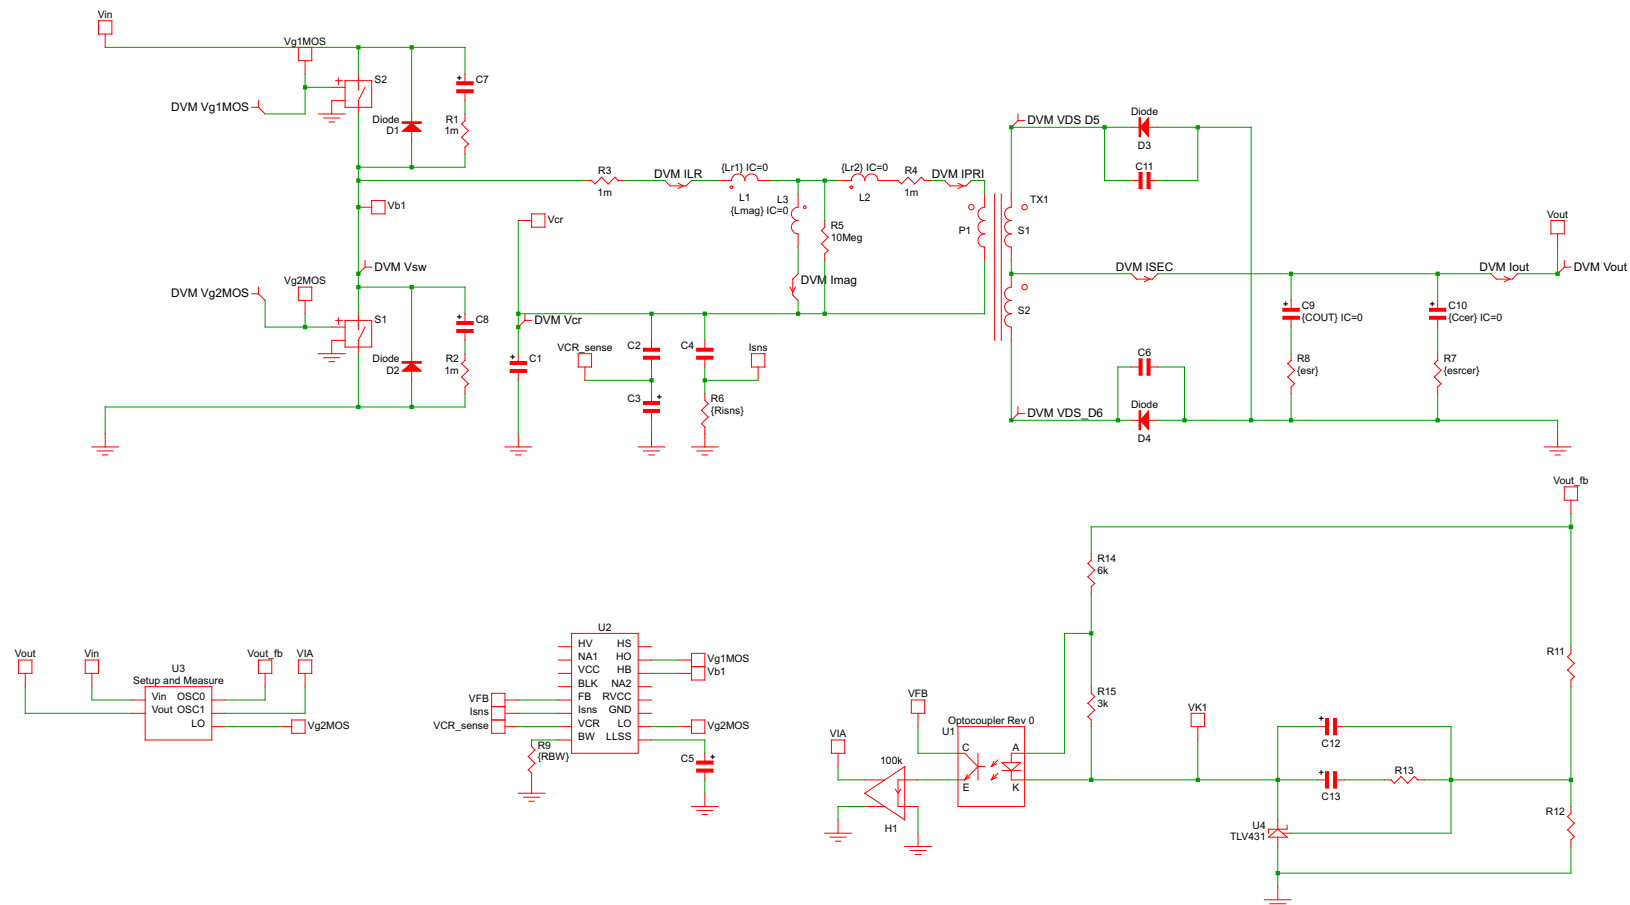 Vin
Vg1MOS
S2
C7
DVM Vg1MOS
Diode
D1
R1
1m
DVM VDS D5
Diode
D3
C11
R3
1m
DVM ILR
{Lr1} IC=0
L1
{Lr2} IC=0
L2
R4
1m
DVM IPRI
L3
{Lmag} IC=0
TX1
P1
S1
Vb1
Vcr
R5
10Meg
Vout
DVM Vsw
DVM Imag
DVM ISEC
DVM Iout
DVM Vout
Vg2MOS
DVM Vg2MOS
S1
C8
S2
C9
{COUT} IC=0
C10
{Ccer} IC=0
DVM Vcr
Diode
D2
R2
1m
C1
VCR_sense
C2
C4
Isns
C6
R8
{esr}
R7
{esrcer}
C3
R6
{Risns}
DVM VDS_D6
Diode
D4
Vout_fb
R14
6k
Vout
Vin
Vout_fb
VIA
U3
Setup and Measure
Vin OSC0
Vout OSC1
LO
Vg2MOS
U2
HV HS
NA1 HO
VCC HB
BLK NA2
FB RVCC
Isns GND
VCR LO
BW LLSS
Vg1MOS
Vb1
VFB
Isns
VCR_sense
Vg2MOS
R9
{RBW}
C5
R11
R15
3k
VFB
VK1
Optocoupler Rev 0
U1
C A
E K
VIA
100k
H1
C12
C13
R13
U4
TLV431
R12